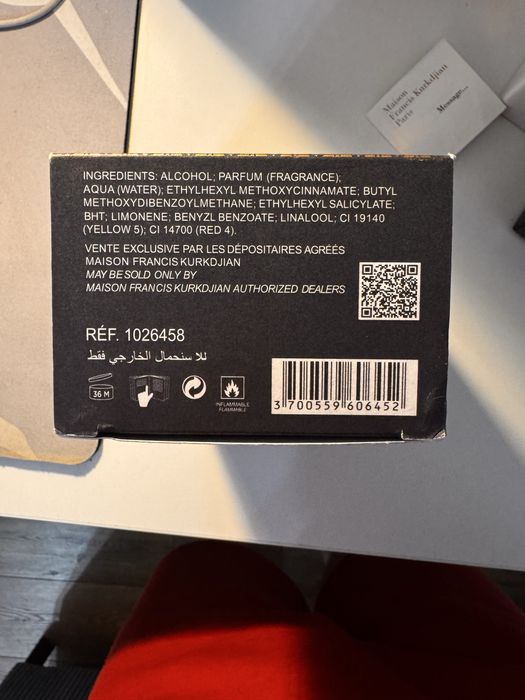 Maison
Francis Kurkdjian
Paris
Message...
INGREDIENTS: ALCOHOL; PARFUM (FRAGRANCE);
AQUA (WATER); ETHYLHEXYL METHOXYCINNAMATE; BUTYL
METHOXYDIBENZOYLMETHANE; ETHYLHEXYL SALICYLATE;
BHT; LIMONENE; BENYZL BENZOATE; LINALOOL; CI 19140
(YELLOW 5); CI 14700 (RED 4).
VENTE EXCLUSIVE PAR LES DÉPOSITAIRES AGRÉÉS
MAISON FRANCIS KURKDJIAN
MAY BE SOLD ONLY BY
MAISON FRANCIS KURKDJIAN AUTHORIZED DEALERS
RÉF. 1026458
للا سنحمال الخارجي فقط
36 M
INFLAMMABLE
FLAMMABLE
3 700559 606452